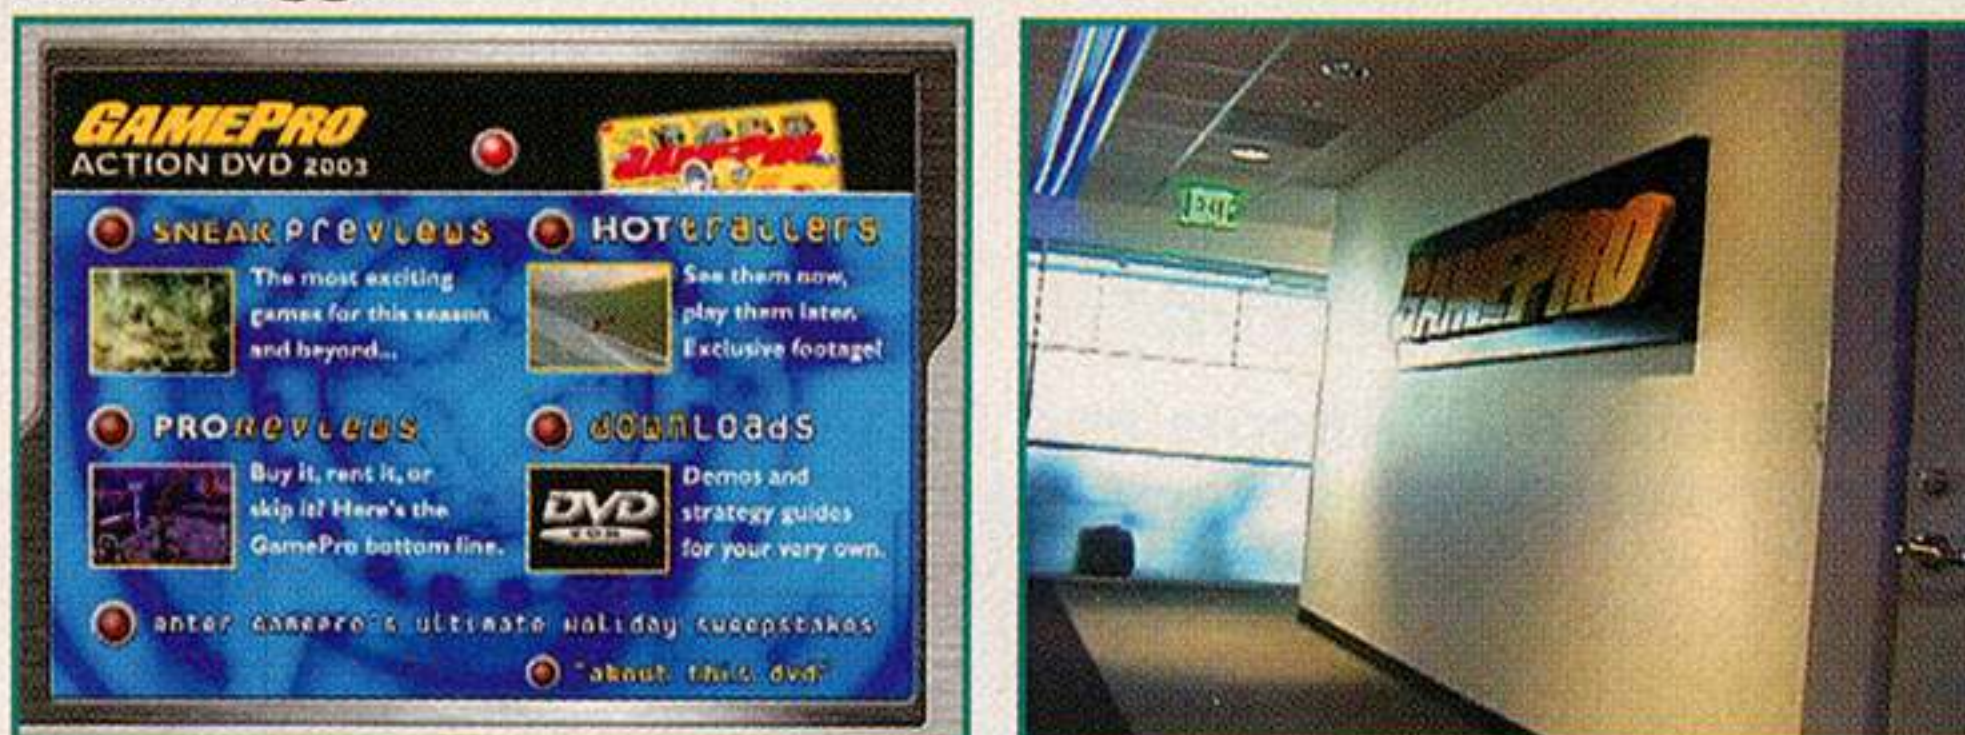 GAMEPRO
ACTION DVD 2003
GAMEPRO
SNEAK Previews
The most exciting
games for this season
and beyond...
HOT trailers
See them now,
play them later.
Exclusive footage!
PRO Reviews
Buy it, rent it, or
skip it? Here's the
GamePro bottom line.
downLoads
DVD
ROM
Demos and
strategy guides
for your very own.
enter gamepro's ultimate holiday sweepstakes
"about this dvd"
EXIT
GAMEPRO